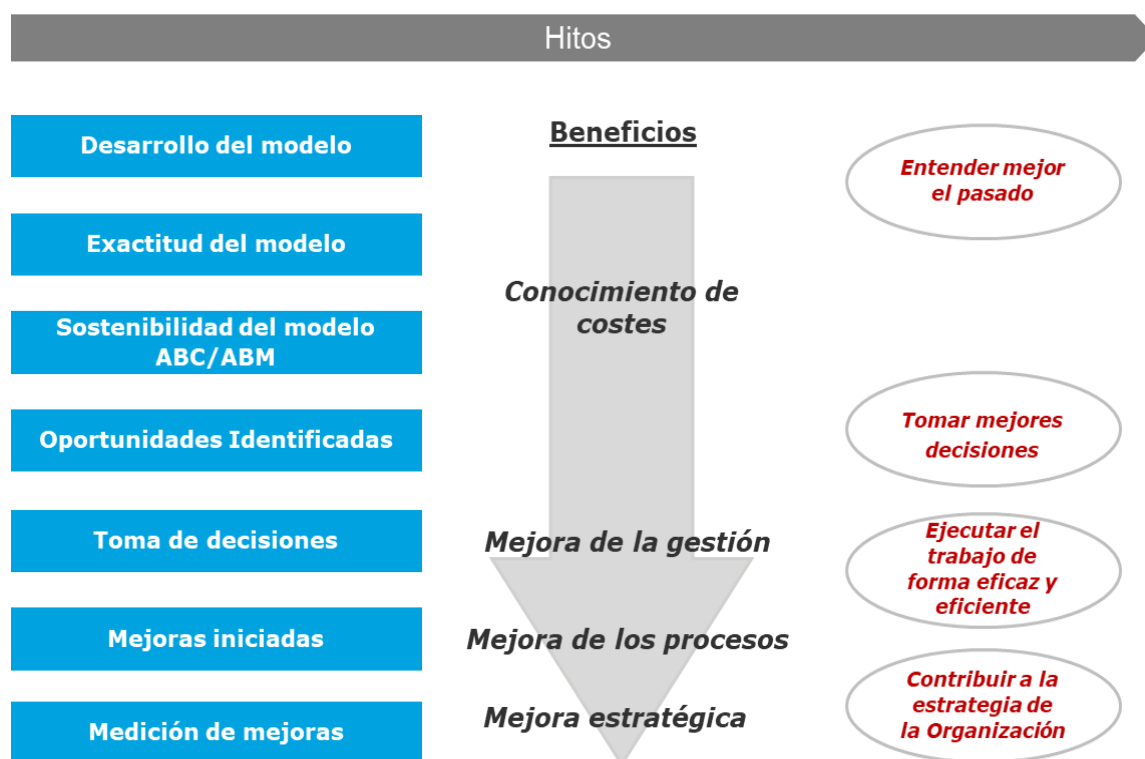 Hitos
Desarrollo del modelo
Exactitud del modelo
Sostenibilidad del modelo
ABC/ABM
Oportunidades Identificadas
Toma de decisiones
Mejoras iniciadas
Medición de mejoras
Beneficios
Conocimiento de
costes
Mejora de la gestión
Mejora de los procesos
Mejora estratégica
Entender mejor
el pasado
Tomar mejores
decisiones
Ejecutar el
trabajo de
forma eficaz y
eficiente
Contribuir a la
estrategia de
la Organización